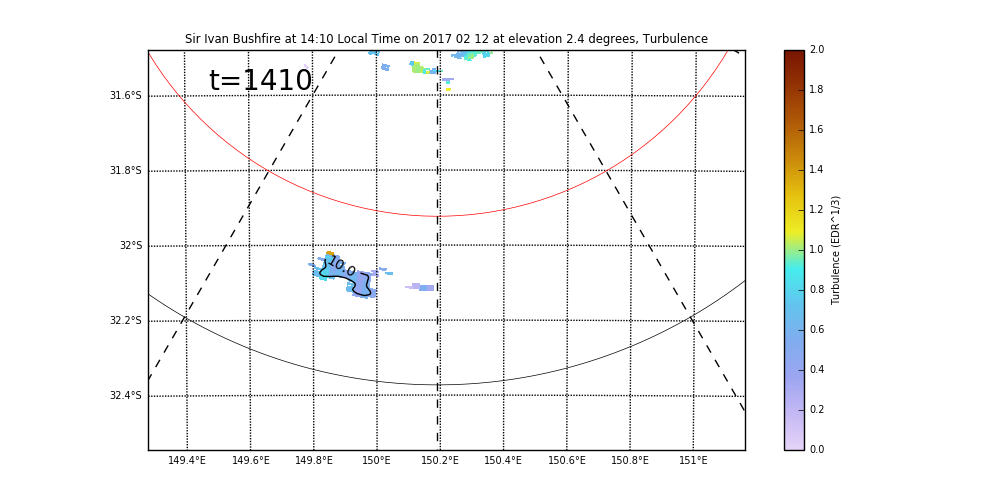 Sir Ivan Bushfire at 14:10 Local Time on 2017 02 12 at elevation 2.4 degrees, Turbulence
t=1410
31.6°S
31.8°S
32°S
32.2°S
32.4°S
10.0
149.4°E 149.6°E 149.8°E 150°E 150.2°E 150.4°E 150.6°E 150.8°E 151°E
2.0
1.8
1.6
1.4
1.2
1.0
0.8
0.6
0.4
0.2
0.0
Turbulence (EDR^1/3)